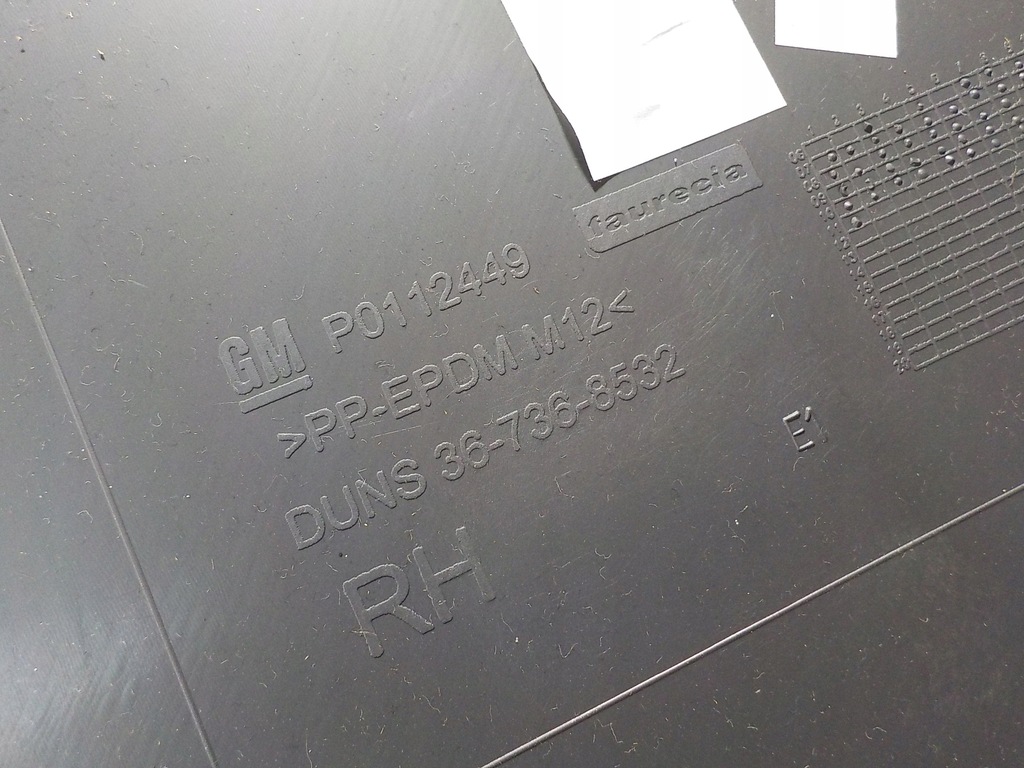 faurecia
GM P0112449
>PP-EPDM M12<
DUNS 36-736-8532
RH